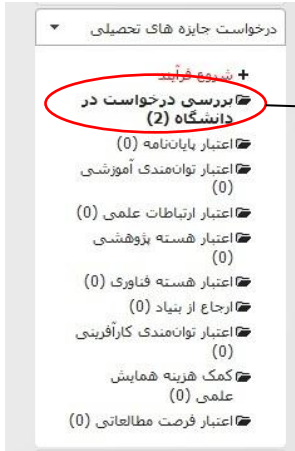 درخواست جایزه های تحصیلی
شروع فرآیند
بررسی درخواست در
دانشگاه (2)
اعتبار پایان‌نامه (0)
اعتبار توان‌مندی آموزشی
(0)
اعتبار ارتباطات علمی (0)
اعتبار هسته پژوهشی
(0)
اعتبار هسته فناوری (0)
ارجاع از بنیاد (0)
اعتبار توان‌مندی کارآفرینی
(0)
کمک هزینه همایش
علمی (0)
اعتبار فرصت مطالعاتی (0)